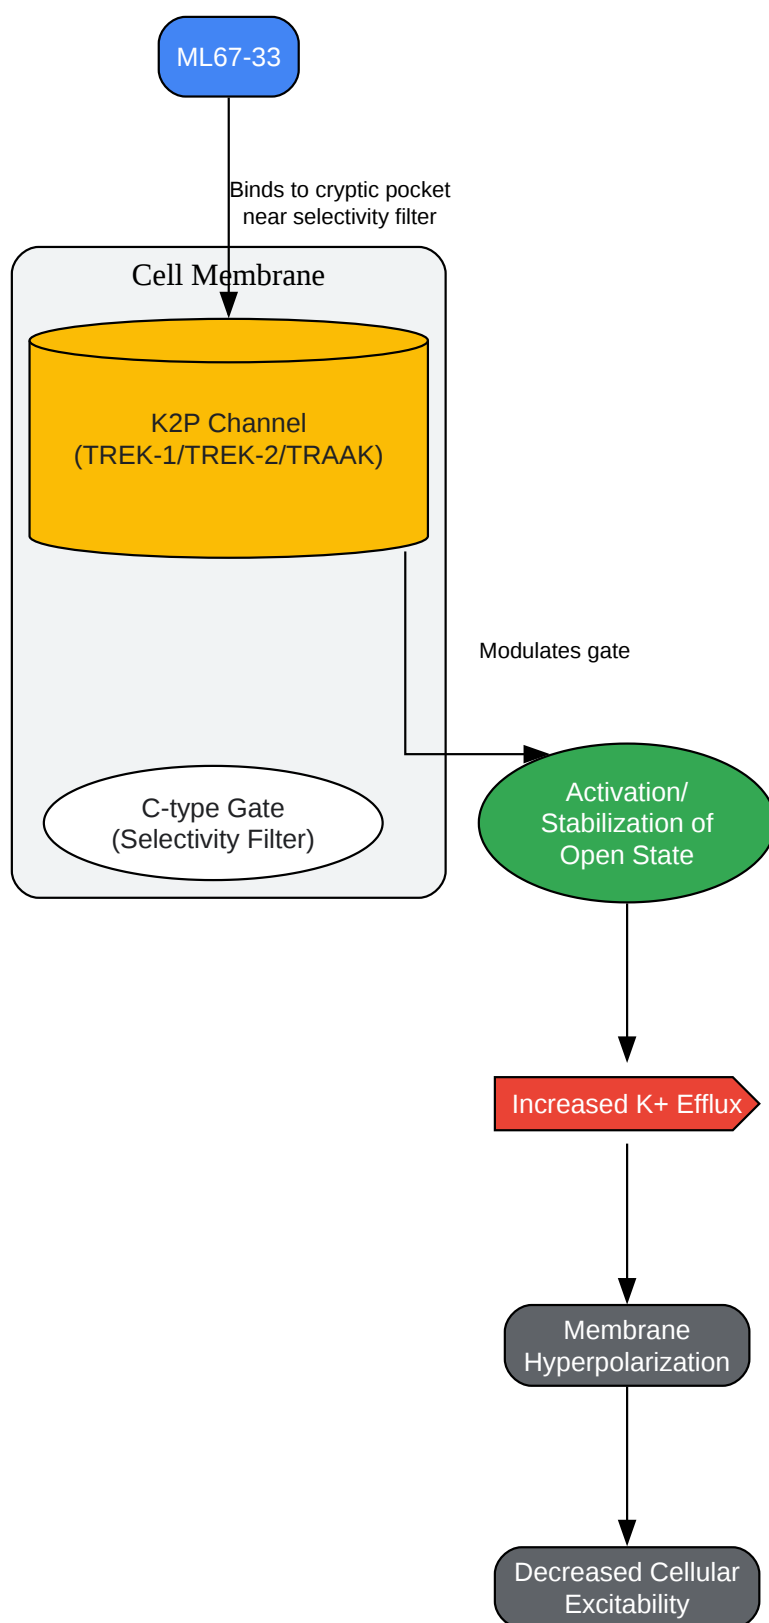 ML67-33
Binds to cryptic pocket
near selectivity filter
Cell Membrane
K2P Channel
(TREK-1/TREK-2/TRAAK)
Modulates gate
C-type Gate
(Selectivity Filter)
Activation/
Stabilization of
Open State
Increased K+ Efflux
Membrane
Hyperpolarization
Decreased Cellular
Excitability